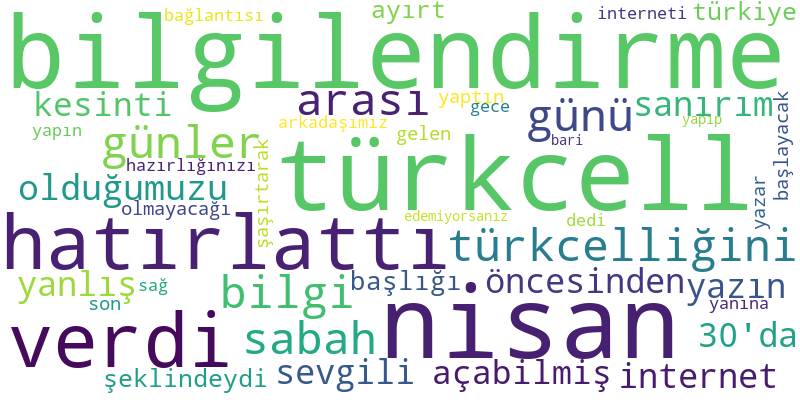 bağlantısı ayırt interneti türkiye
bilgilendirme
kesinti arası yaptın gece günü sanırım
yapın günler arkadaşımız gelen bari yapıp
hazırlığınızı şaşırtarak türkcell başlayacak
olduğumuzu
olmayacağı edemiyorsanız dedi yazar
hatırlattı türkcelliğini
yanlış sağ bilgi başlığı öncesinden yazın
son nisan yanına
verdi sabah 30'da
şeklindeydi sevgili açabilmiş internet